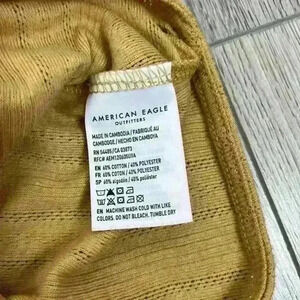 AMERICAN EAGLE
OUTFITTERS
MADE IN CAMBODIA / FABRIQUÉ AU
CAMBODGE / HECHO EN CAMBOYA
RN 54485/CA 03073
EN 60% COTTON / 40% POLYESTER
FR 60% COTON / 40% POLYESTER
SP 60% algodón / 40% poliéster
EN MACHINE WASH COLD WITH LIKE
COLORS. DO NOT BLEACH. TUMBLE DRY